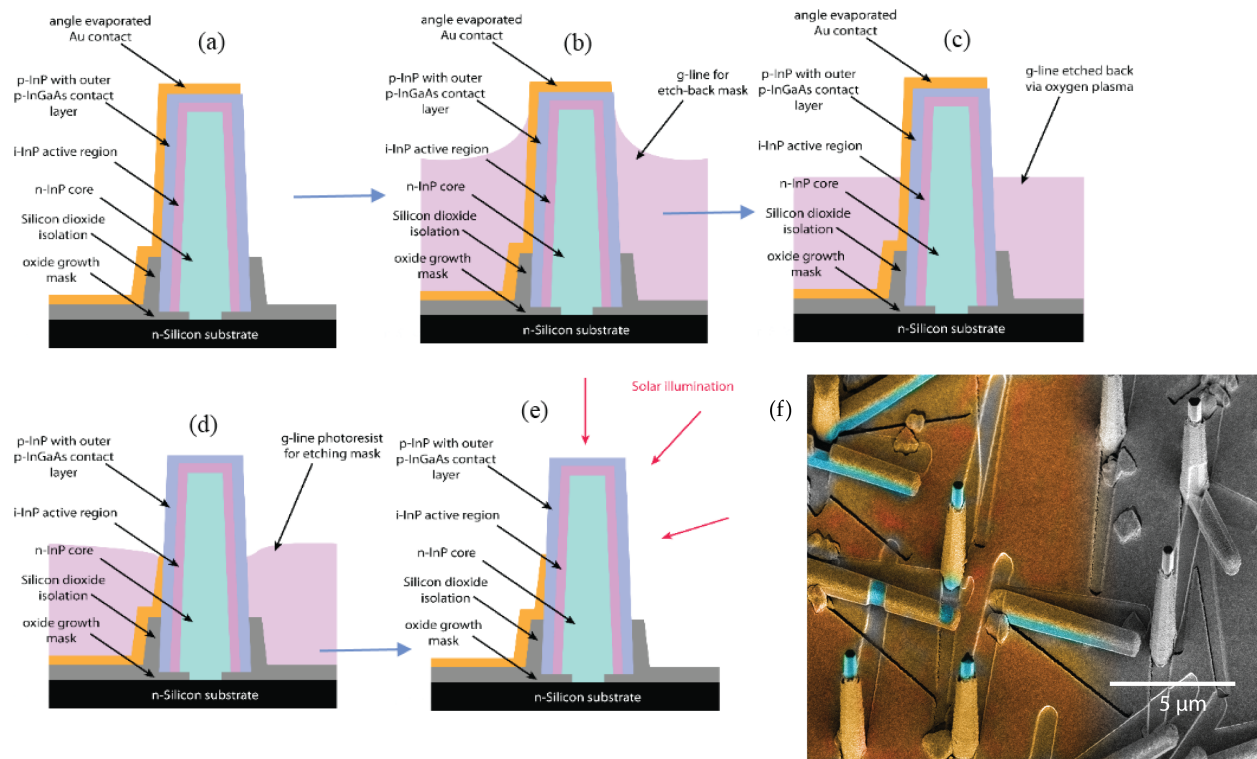 (a)
angle evaporated
Au contact
p-InP with outer
p-InGaAs contact
layer
i-InP active region
n-InP core
Silicon dioxide
isolation
oxide growth
mask
n-Silicon substrate
(b)
angle evaporated
Au contact
g-line for
etch-back mask
p-InP with outer
p-InGaAs contact
layer
i-InP active region
n-InP core
Silicon dioxide
isolation
oxide growth
mask
n-Silicon substrate
(c)
angle evaporated
Au contact
g-line etched back
via oxygen plasma
p-InP with outer
p-InGaAs contact
layer
i-InP active region
n-InP core
Silicon dioxide
isolation
oxide growth
mask
n-Silicon substrate
(d)
g-line photoresist
for etching mask
p-InP with outer
p-InGaAs contact
layer
i-InP active region
n-InP core
Silicon dioxide
isolation
oxide growth
mask
n-Silicon substrate
(e)
Solar illumination
p-InP with outer
p-InGaAs contact
layer
i-InP active region
n-InP core
Silicon dioxide
isolation
oxide growth
mask
n-Silicon substrate
(f)
5 μm